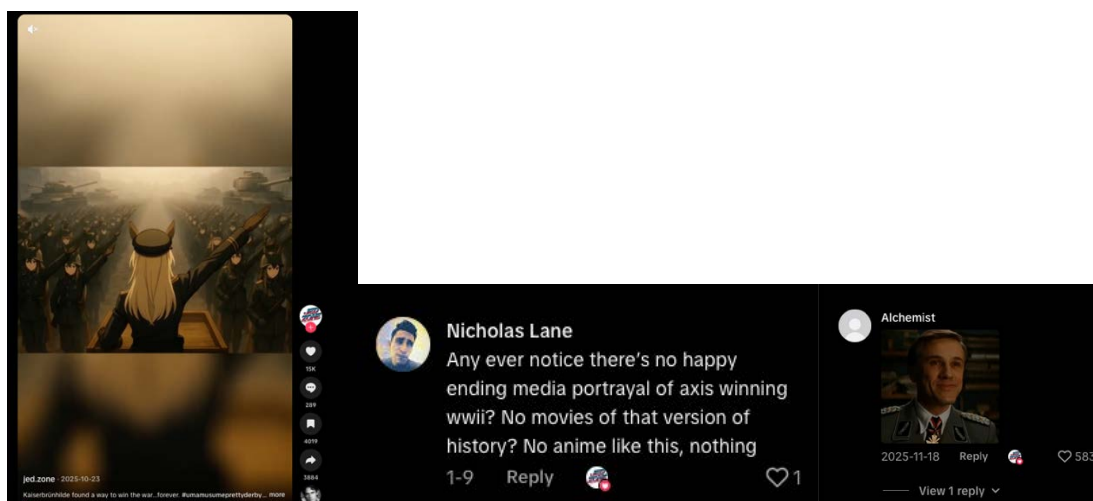 15K
289
4019
3884
jed.zone · 2025-10-23
Kaiserbrünhilde found a way to win the war...forever. #umamusumeprettyderby... more
Nicholas Lane
Any ever notice there's no happy
ending media portrayal of axis winning
wwii? No movies of that version of
history? No anime like this, nothing
1-9 Reply 1
Alchemist
2025-11-18 Reply 583
View 1 reply